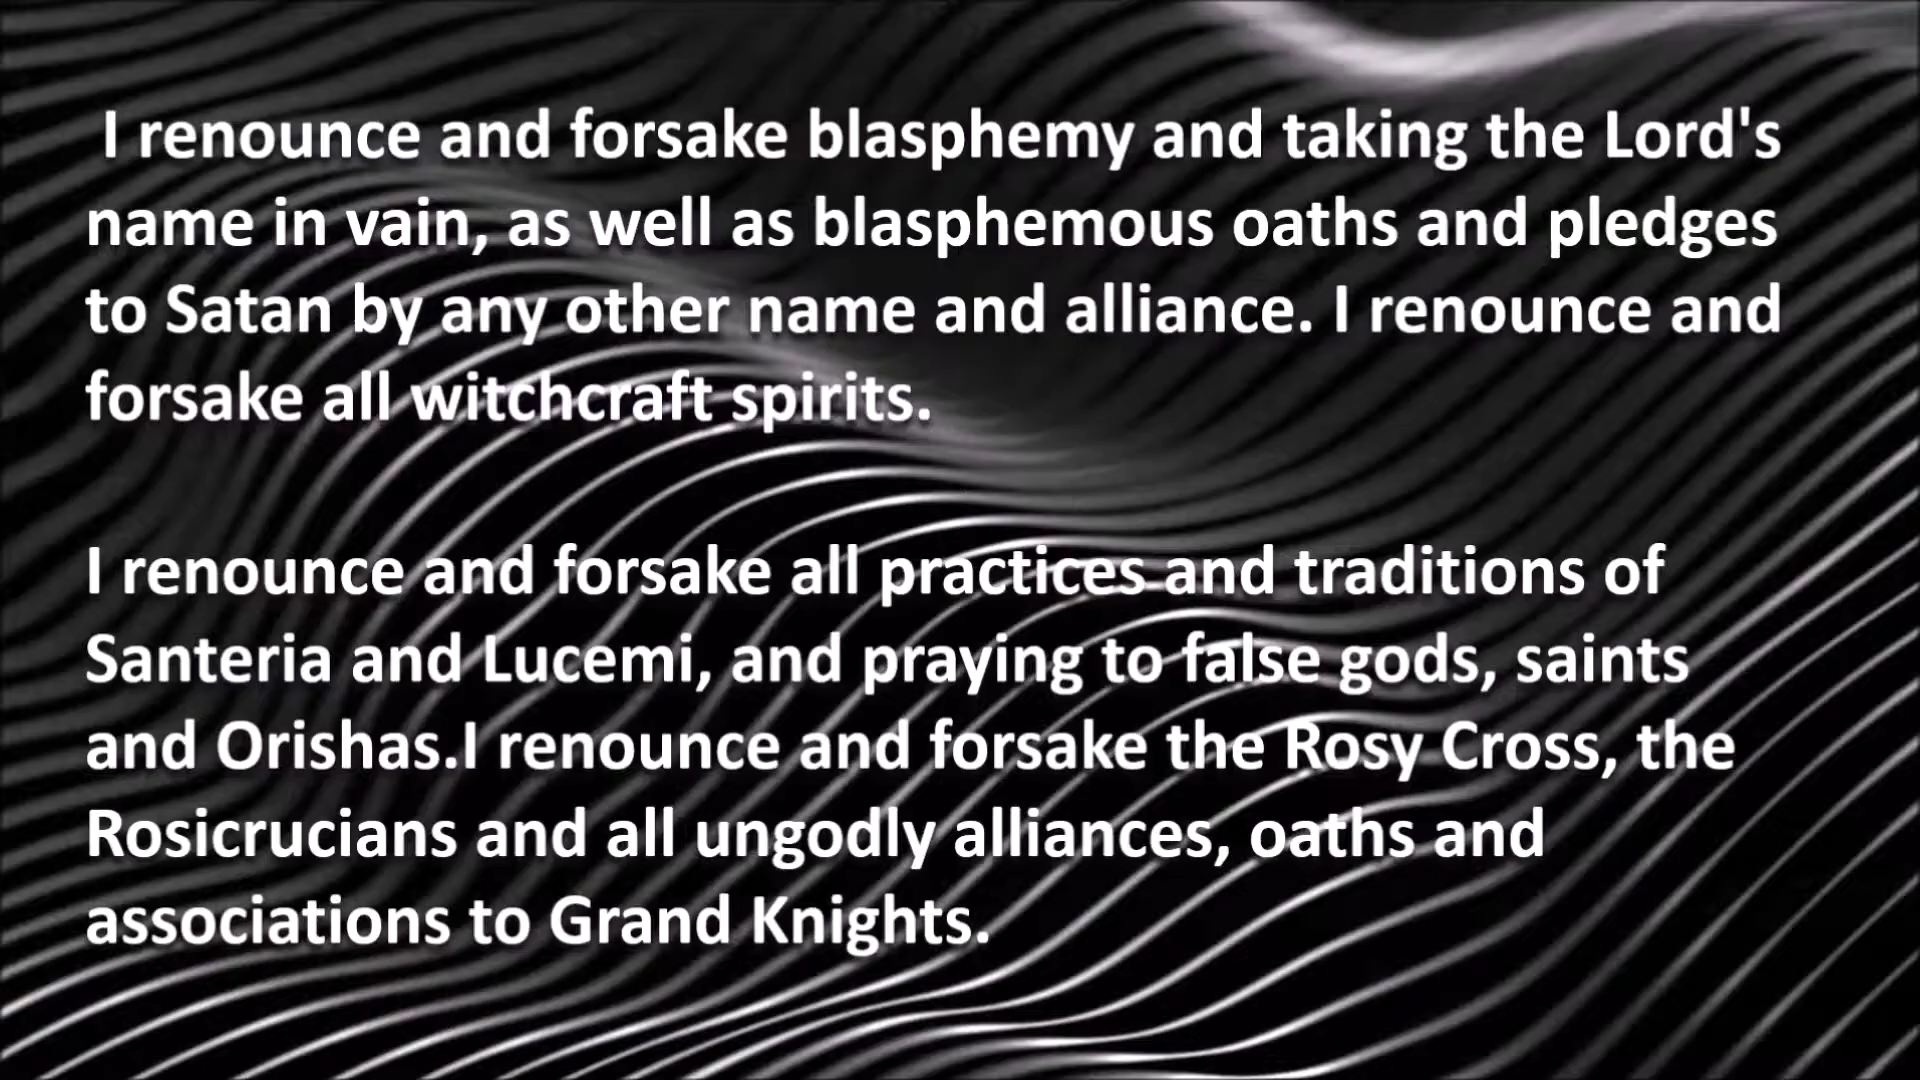 I renounce and forsake blasphemy and taking the Lord's
name in vain, as well as blasphemous oaths and pledges
to Satan by any other name and alliance. I renounce and
forsake all witchcraft spirits.
I renounce and forsake all practices and traditions of
Santeria and Lucemi, and praying to false gods, saints
and Orishas.I renounce and forsake the Rosy Cross, the
Rosicrucians and all ungodly alliances, oaths and
associations to Grand Knights.